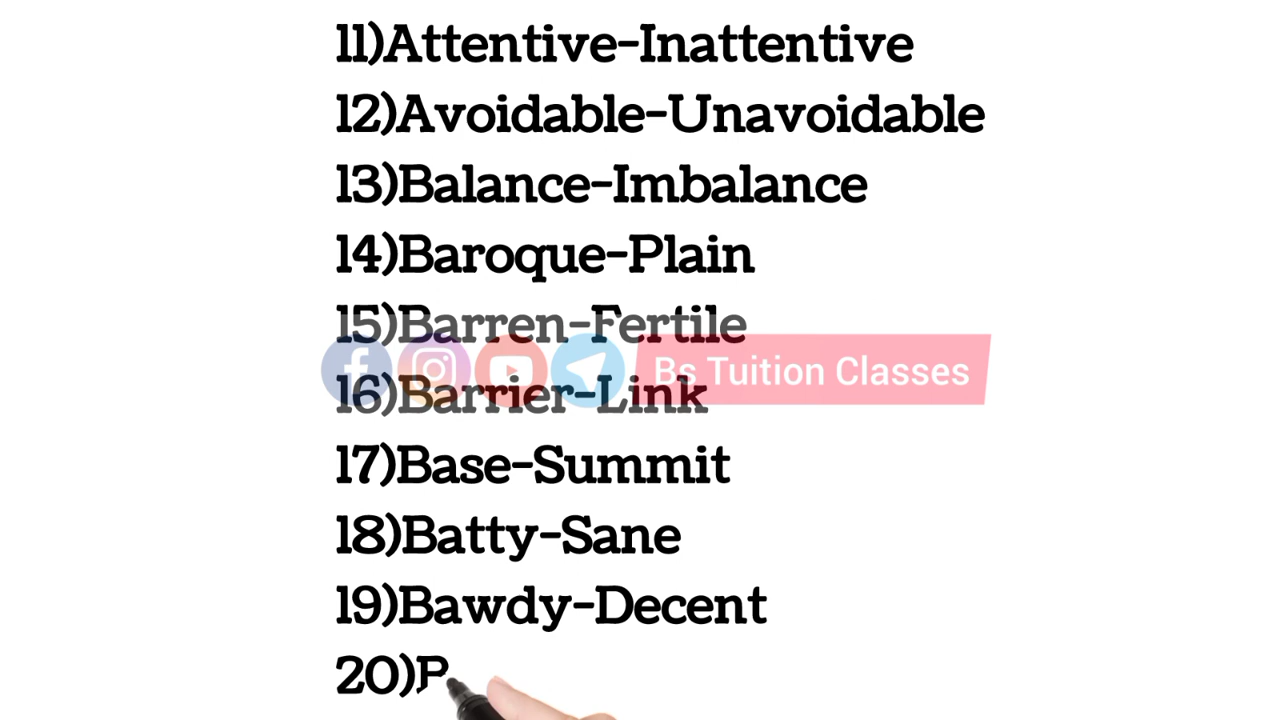 11)Attentive-Inattentive
12)Avoidable-Unavoidable
13)Balance-Imbalance
14)Baroque-Plain
15)Barren-Fertile
16)Barrier-Link
Bs Tuition Classes
17)Base-Summit
18)Batty-Sane
19)Bawdy-Decent
20)